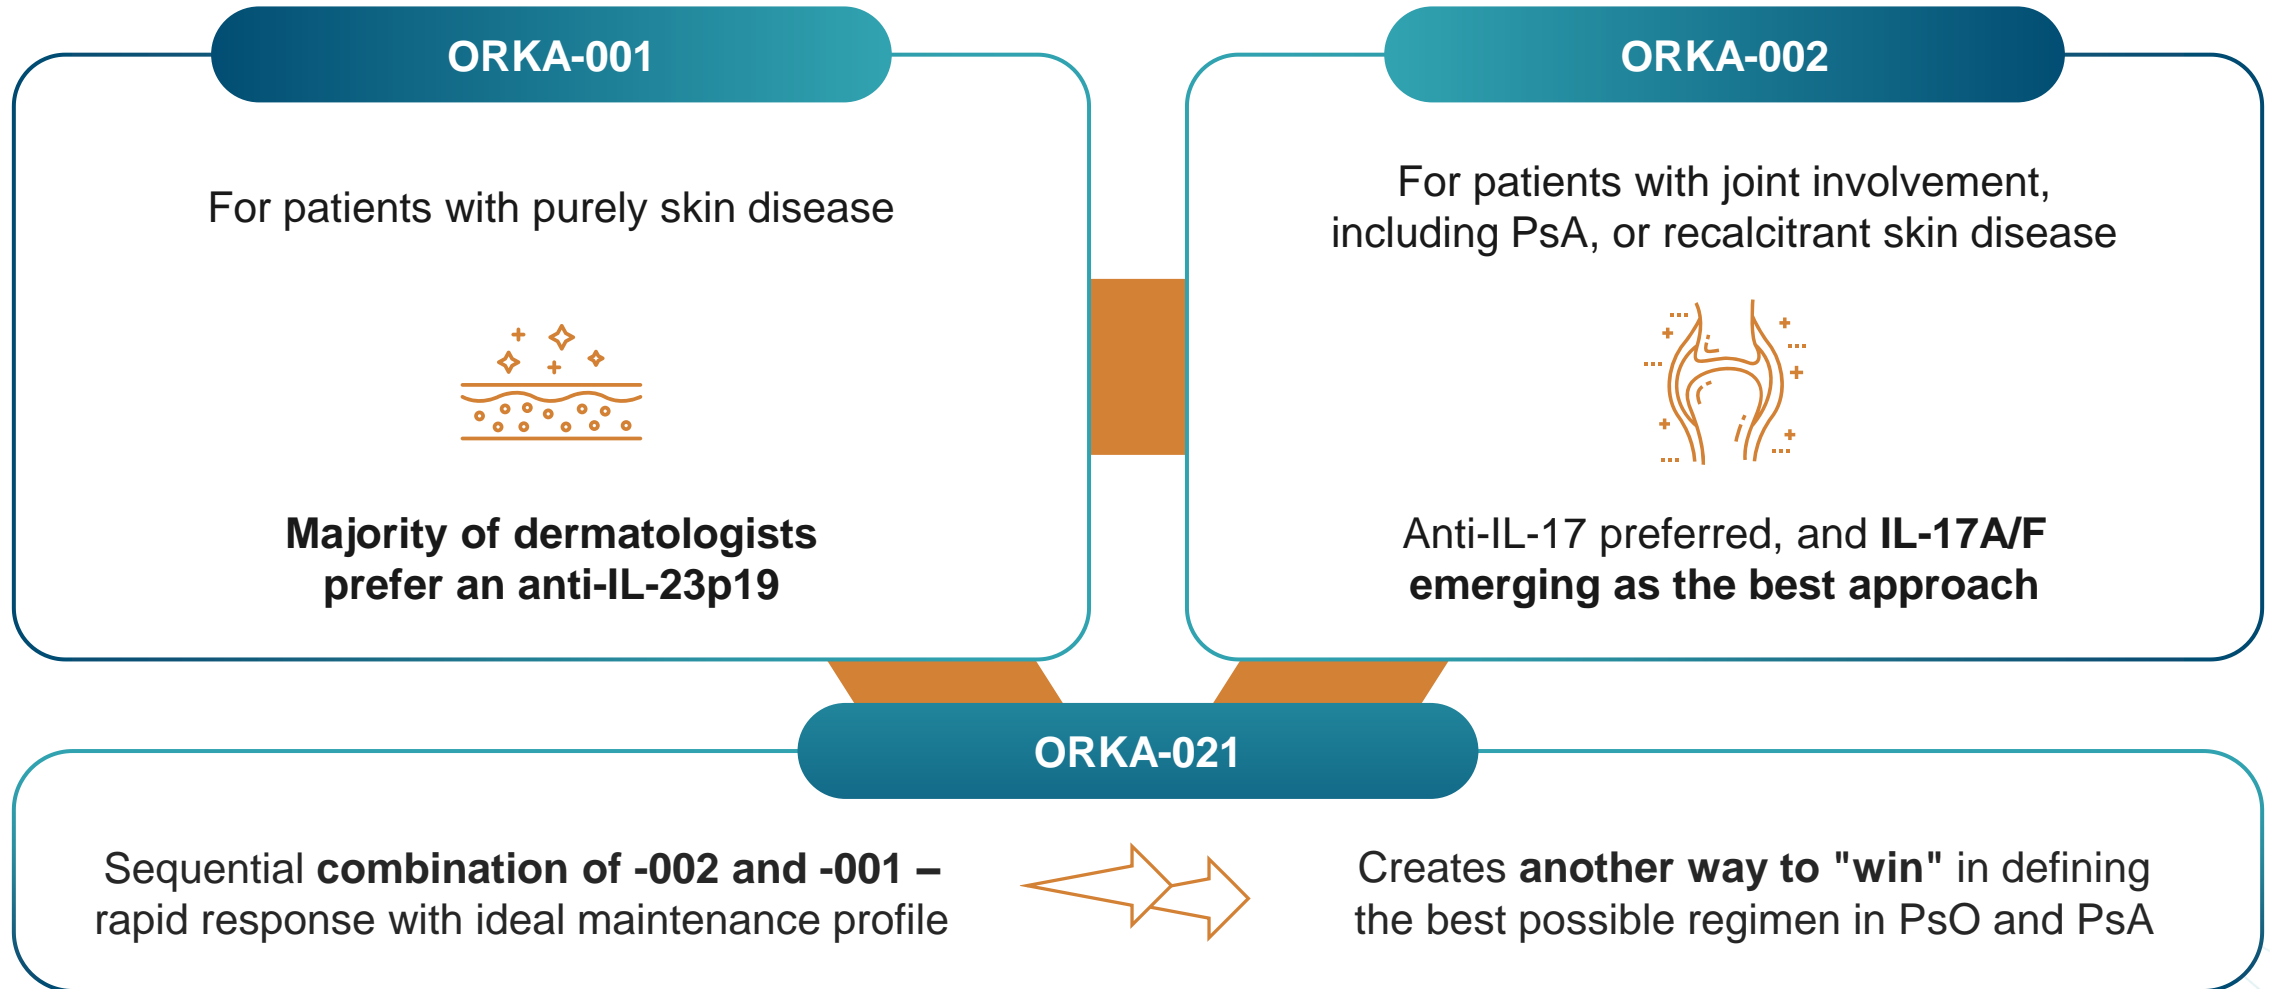 ORKA-001
For patients with purely skin disease
Majority of dermatologists
prefer an anti-IL-23p19
ORKA-002
For patients with joint involvement,
including PsA, or recalcitrant skin disease
Anti-IL-17 preferred, and IL-17A/F
emerging as the best approach
ORKA-021
Sequential combination of -002 and -001 –
rapid response with ideal maintenance profile
Creates another way to "win" in defining
the best possible regimen in PsO and PsA